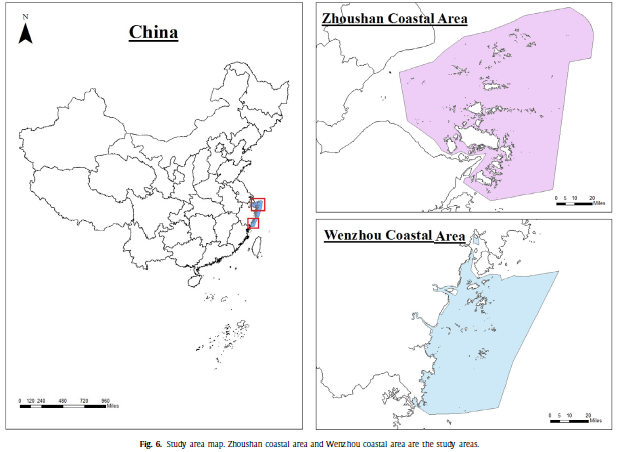 N
China
0 120 240 480 720 960
Miles
Zhoushan Coastal Area
0 5 10 20
Miles
Wenzhou Coastal Area
0 5 10 20
Miles
Fig. 6. Study area map. Zhoushan coastal area and Wenzhou coastal area are the study areas.